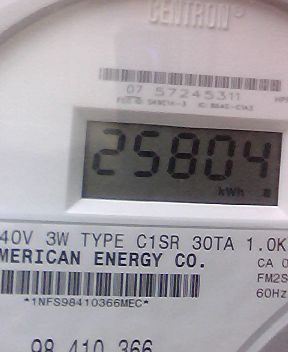 CENTRON®
07 57245311
25804
kWh
40V 3W TYPE C1SR 30TA 1.0K
MERICAN ENERGY CO.
CA 0
FM2S
60Hz
*1NFS98410366MEC*
98 410 366